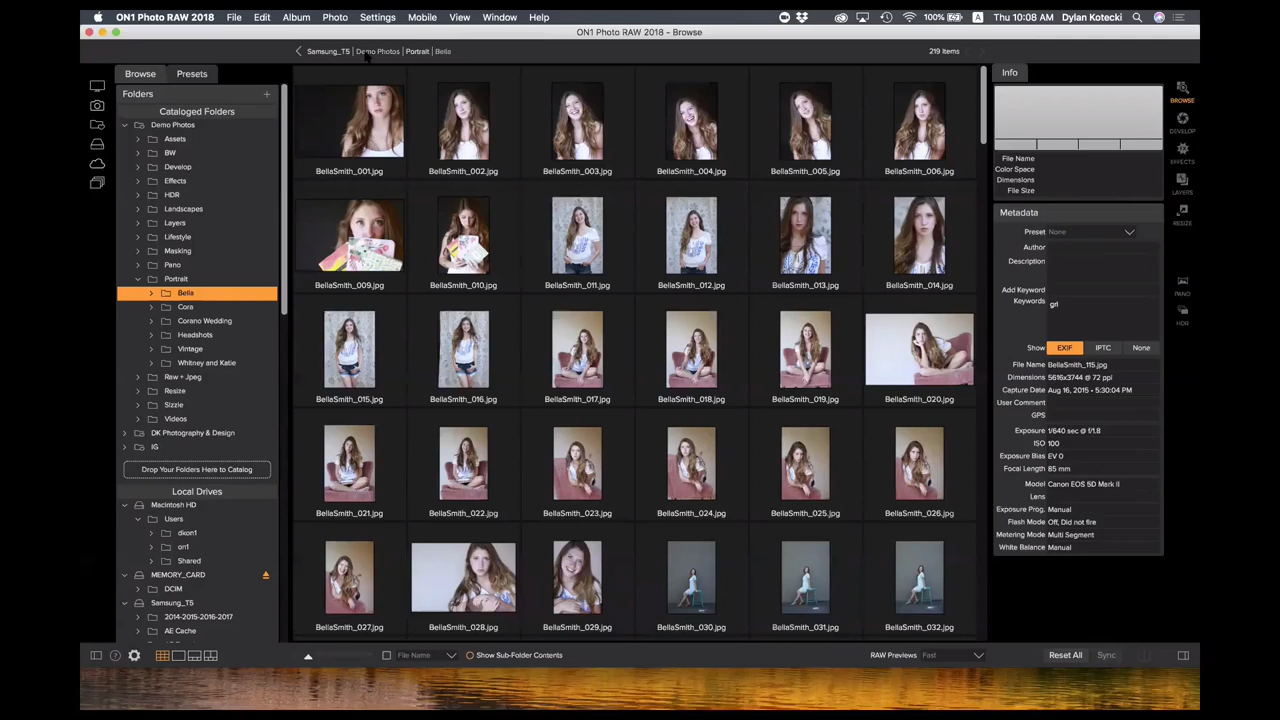 ON1 Photo RAW 2018 File Edit Album Photo Settings Mobile View Window Help 100% A Thu 10:08 AM Dylan Kotecki
ON1 Photo RAW 2018 - Browse
Samsung_T5 | Demo Photos | Portrait | Bella 219 Items
Browse Presets
Folders +
Cataloged Folders
Demo Photos
Assets
BW
Develop
Effects
HDR
Landscapes
Layers
Lifestyle
Masking
Pano
Portrait
Bella
Cora
Corano Wedding
Headshots
Vintage
Whitney and Katie
Raw + Jpeg
Resize
Sizzle
Videos
DK Photography & Design
IG
Drop Your Folders Here to Catalog
Local Drives
Macintosh HD
Users
dkon1
on1
Shared
MEMORY_CARD
DCIM
Samsung_T5
2014-2015-2016-2017
AE Cache
BellaSmith_001.jpg BellaSmith_002.jpg BellaSmith_003.jpg BellaSmith_004.jpg BellaSmith_005.jpg BellaSmith_006.jpg
BellaSmith_009.jpg BellaSmith_010.jpg BellaSmith_011.jpg BellaSmith_012.jpg BellaSmith_013.jpg BellaSmith_014.jpg
BellaSmith_015.jpg BellaSmith_016.jpg BellaSmith_017.jpg BellaSmith_018.jpg BellaSmith_019.jpg BellaSmith_020.jpg
BellaSmith_021.jpg BellaSmith_022.jpg BellaSmith_023.jpg BellaSmith_024.jpg BellaSmith_025.jpg BellaSmith_026.jpg
BellaSmith_027.jpg BellaSmith_028.jpg BellaSmith_029.jpg BellaSmith_030.jpg BellaSmith_031.jpg BellaSmith_032.jpg
Info
File Name
Color Space
Dimensions
File Size
Metadata
Preset None
Author
Description
Add Keyword
Keywords grl
Show EXIF IPTC None
File Name BellaSmith_115.jpg
Dimensions 5616x3744 @ 72 ppi
Capture Date Aug 16, 2015 - 5:30:04 PM
User Comment
GPS
Exposure 1/640 sec @ f/1.8
ISO 100
Exposure Bias EV 0
Focal Length 85 mm
Model Canon EOS 5D Mark II
Lens
Exposure Prog. Manual
Flash Mode Off, Did not fire
Metering Mode Multi Segment
White Balance Manual
BROWSE
DEVELOP
EFFECTS
LAYERS
RESIZE
PANO
HDR
? File Name Show Sub-Folder Contents RAW Previews Fast Reset All Sync